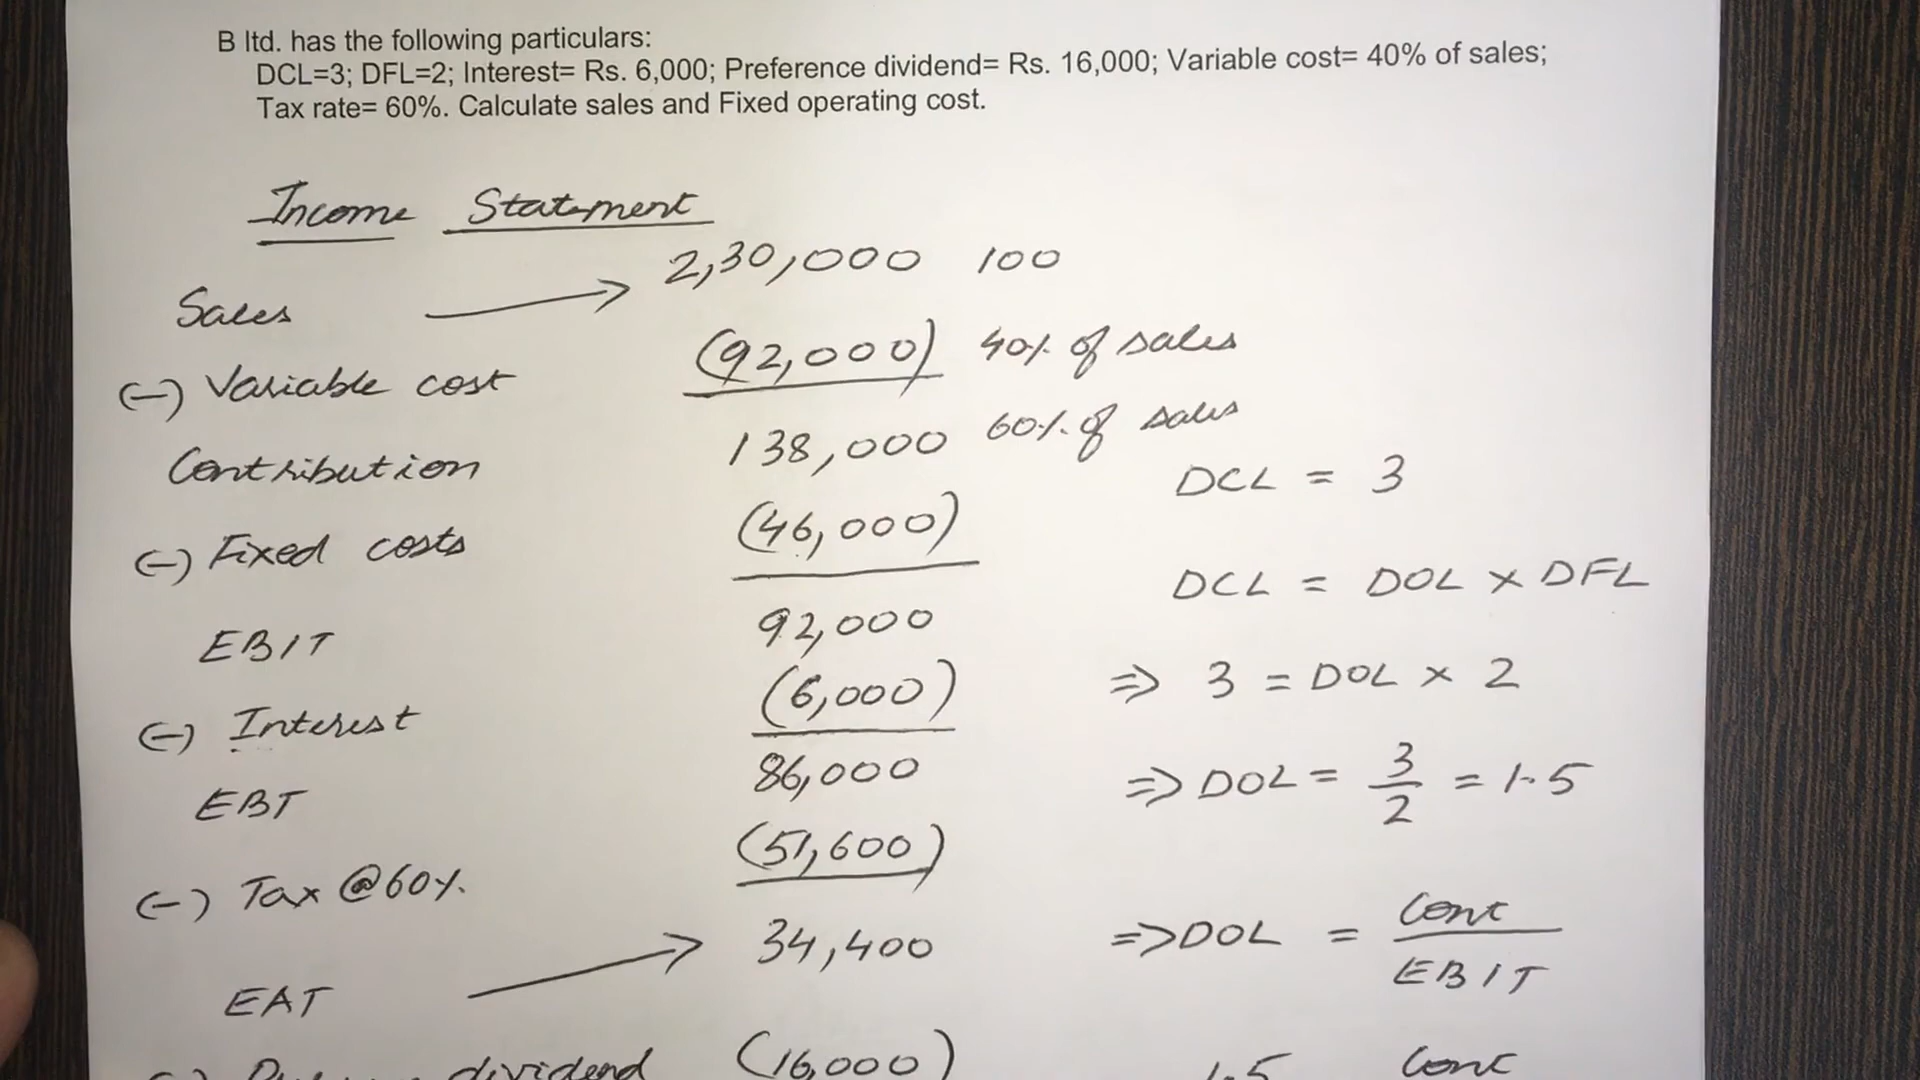 B ltd. has the following particulars:
DCL=3; DFL=2; Interest= Rs. 6,000; Preference dividend= Rs. 16,000; Variable cost= 40% of sales;
Tax rate= 60%. Calculate sales and Fixed operating cost.
Income Statement
Sales → 2,30,000 100
(-) Variable cost (92,000) 40% of sales
Contribution 138,000 60% of sales
(-) Fixed costs (46,000)
EBIT 92,000
(-) Interest (6,000)
EBT 86,000
(-) Tax @60% (51,600)
EAT → 34,400
dividend (16,000)
DCL = 3
DCL = DOL × DFL
⇒ 3 = DOL × 2
⇒ DOL = 3/2 = 1.5
⇒ DOL = Cont/EBIT
1.5 Cont